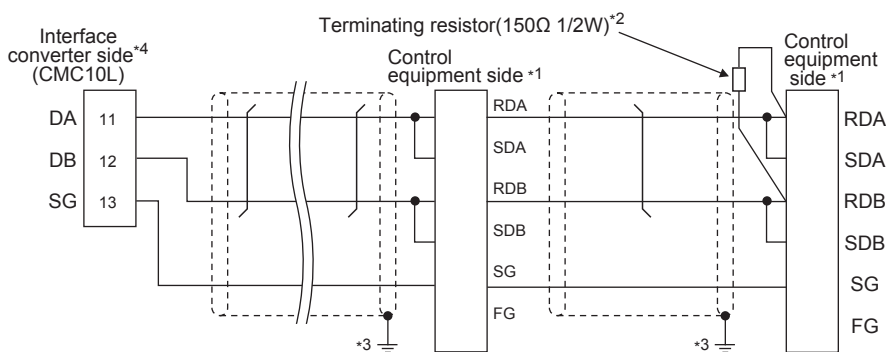 Terminating resistor(150Ω 1/2W)*2
Interface
converter side*4
(CMC10L)
DA 11
DB 12
SG 13
Control
equipment side *1
RDA
SDA
RDB
SDB
SG
FG
*3
Control
equipment
side *1
RDA
SDA
RDB
SDB
SG
FG
*3